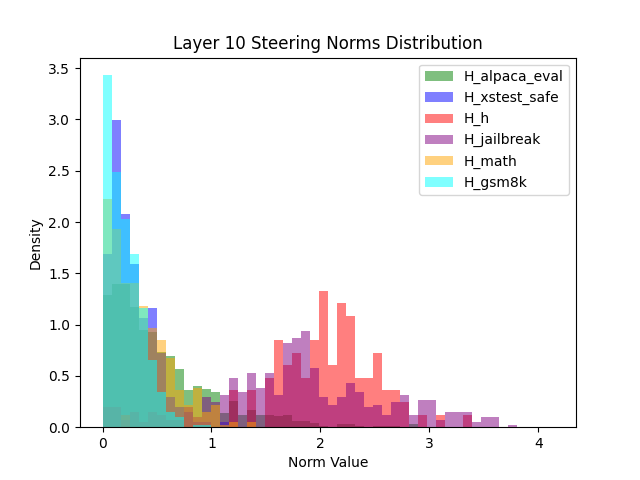 Layer 10 Steering Norms Distribution
3.5
3.0
2.5
2.0
1.5
1.0
0.5
0.0
Density
H_alpaca_eval
H_xstest_safe
H_h
H_jailbreak
H_math
H_gsm8k
0
1
2
3
4
Norm Value